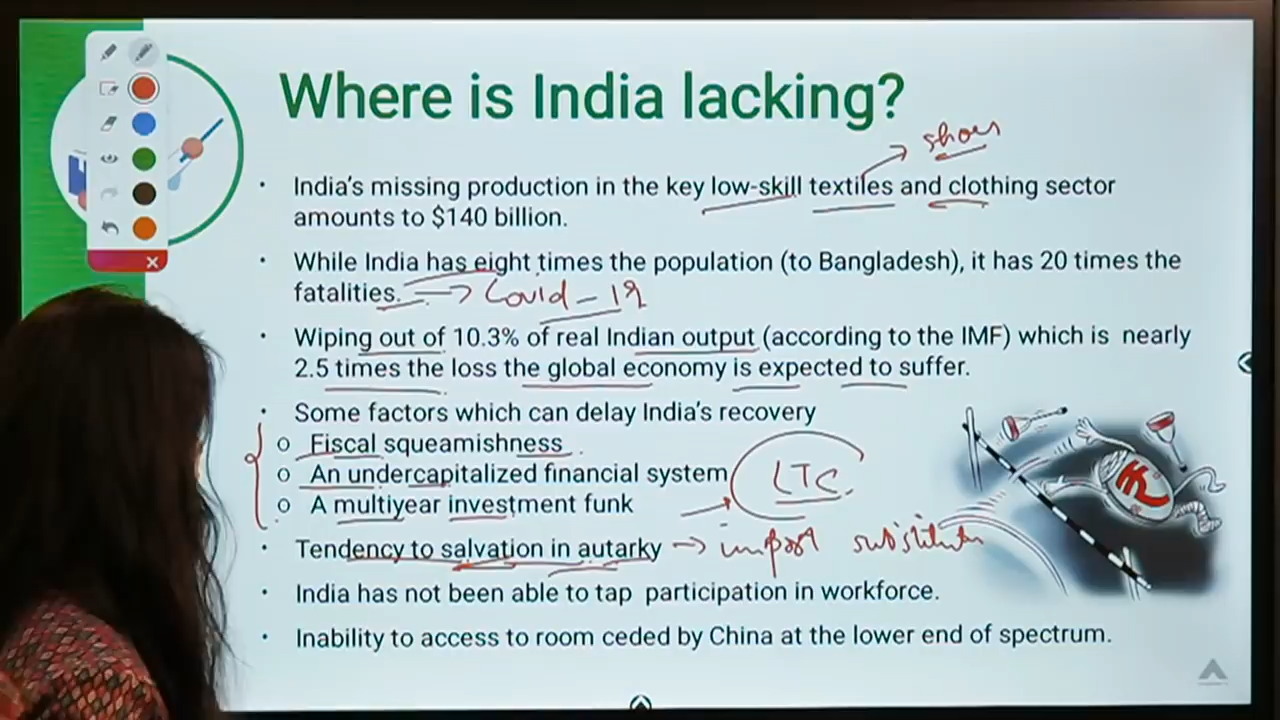 Where is India lacking?
shoes
• India's missing production in the key low-skill textiles and clothing sector
amounts to $140 billion.
• While India has eight times the population (to Bangladesh), it has 20 times the
fatalities. → Covid-19
• Wiping out of 10.3% of real Indian output (according to the IMF) which is nearly
2.5 times the loss the global economy is expected to suffer.
• Some factors which can delay India's recovery
o Fiscal squeamishness
o An undercapitalized financial system
LTC
o A multiyear investment funk
• Tendency to salvation in autarky → import
• India has not been able to tap participation in workforce.
• Inability to access to room ceded by China at the lower end of spectrum.